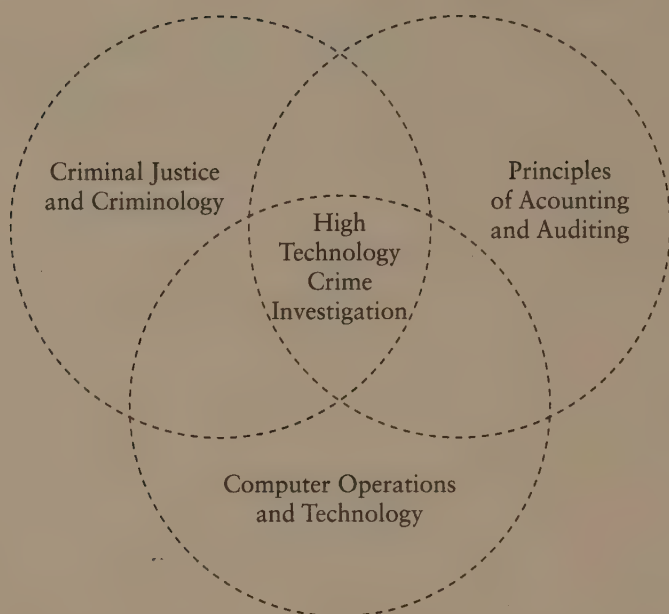 Criminal Justice
and Criminology
Principles
of Acounting
and Auditing
High
Technology
Crime
Investigation
Computer Operations
and Technology